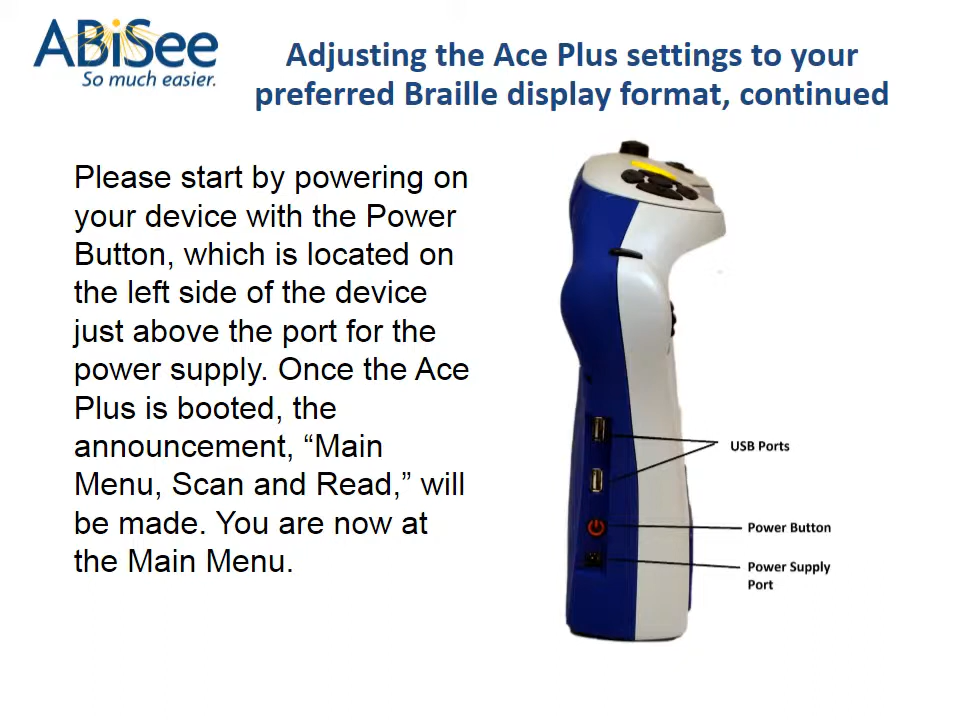 ABiSee
So much easier.
Adjusting the Ace Plus settings to your
preferred Braille display format, continued
Please start by powering on
your device with the Power
Button, which is located on
the left side of the device
just above the port for the
power supply. Once the Ace
Plus is booted, the
announcement, “Main
Menu, Scan and Read,” will
be made. You are now at
the Main Menu.
USB Ports
Power Button
Power Supply
Port